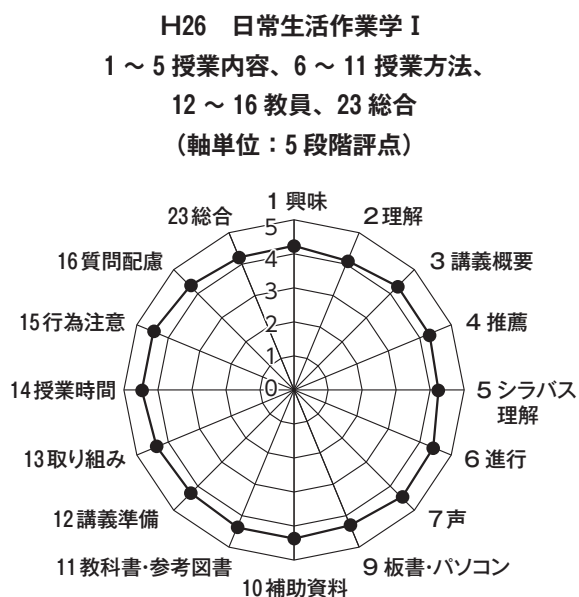 H26 日常生活作業学 I
1 ~ 5 授業内容、6 ~ 11 授業方法、
12 ~ 16 教員、23 総合
(軸単位:5 段階評点)
1 興味
2 理解
3 講義概要
4 推薦
5 シラバス
理解
6 進行
7 声
9 板書・パソコン
10 補助資料
11 教科書・参考図書
12 講義準備
13 取り組み
14 授業時間
15 行為注意
16 質問配慮
23 総合
5
4
3
2
1
0